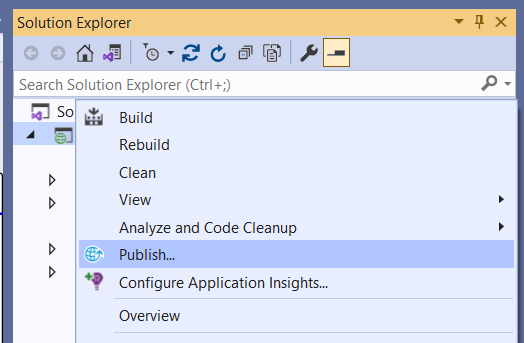 Solution Explorer
Search Solution Explorer (Ctrl+;)
So
Build
Rebuild
Clean
View
Analyze and Code Cleanup
Publish...
Configure Application Insights...
Overview